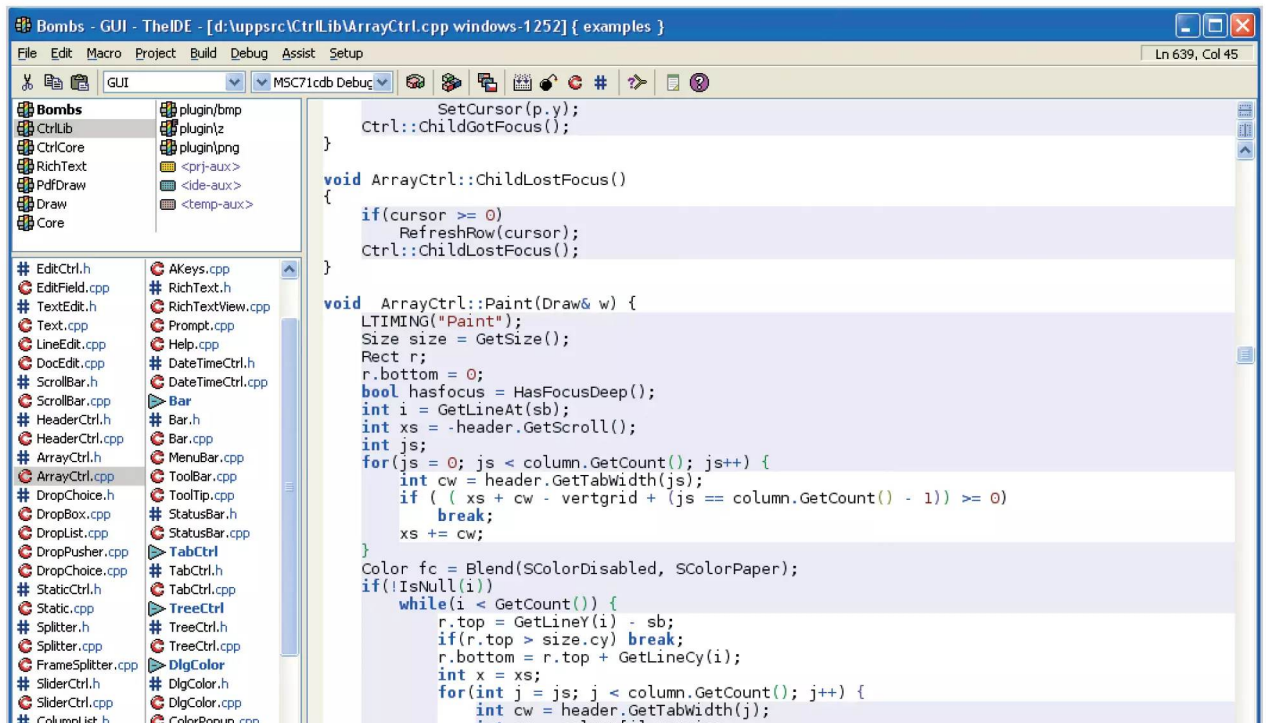 Bombs - GUI - TheIDE - [d:\uppsrc\CtrlLib\ArrayCtrl.cpp windows-1252] { examples }
File Edit Macro Project Build Debug Assist Setup
Ln 639, Col 45
GUI
MSC71cdb Debug
Bombs
CtrlLib
CtrlCore
RichText
PdfDraw
Draw
Core
plugin/bmp
plugin\z
plugin\png
<prj-aux>
<ide-aux>
<temp-aux>
# EditCtrl.h
EditField.cpp
# TextEdit.h
Text.cpp
LineEdit.cpp
DocEdit.cpp
# ScrollBar.h
ScrollBar.cpp
# HeaderCtrl.h
HeaderCtrl.cpp
# ArrayCtrl.h
ArrayCtrl.cpp
# DropChoice.h
DropBox.cpp
DropList.cpp
DropPusher.cpp
DropChoice.cpp
# StaticCtrl.h
Static.cpp
# Splitter.h
Splitter.cpp
FrameSplitter.cpp
# SliderCtrl.h
SliderCtrl.cpp
# ColumnList.h
AKeys.cpp
# RichText.h
RichTextView.cpp
Prompt.cpp
Help.cpp
# DateTimeCtrl.h
DateTimeCtrl.cpp
Bar
# Bar.h
Bar.cpp
MenuBar.cpp
ToolBar.cpp
ToolTip.cpp
# StatusBar.h
StatusBar.cpp
TabCtrl
# TabCtrl.h
TabCtrl.cpp
TreeCtrl
# TreeCtrl.h
TreeCtrl.cpp
DlgColor
# DlgColor.h
DlgColor.cpp
ColorPopup.cpp
SetCursor(p.y);
Ctrl::ChildGotFocus();
}
void ArrayCtrl::ChildLostFocus()
{
if(cursor >= 0)
RefreshRow(cursor);
Ctrl::ChildLostFocus();
}
void  ArrayCtrl::Paint(Draw& w) {
LTIMING("Paint");
Size size = GetSize();
Rect r;
r.bottom = 0;
bool hasfocus = HasFocusDeep();
int i = GetLineAt(sb);
int xs = -header.GetScroll();
int js;
for(js = 0; js < column.GetCount(); js++) {
int cw = header.GetTabWidth(js);
if ( ( xs + cw - vertgrid + (js == column.GetCount() - 1)) >= 0)
break;
xs += cw;
}
Color fc = Blend(SColorDisabled, SColorPaper);
if(!IsNull(i))
while(i < GetCount()) {
r.top = GetLineY(i) - sb;
if(r.top > size.cy) break;
r.bottom = r.top + GetLineCy(i);
int x = xs;
for(int j = js; j < column.GetCount(); j++) {
int cw = header.GetTabWidth(j);